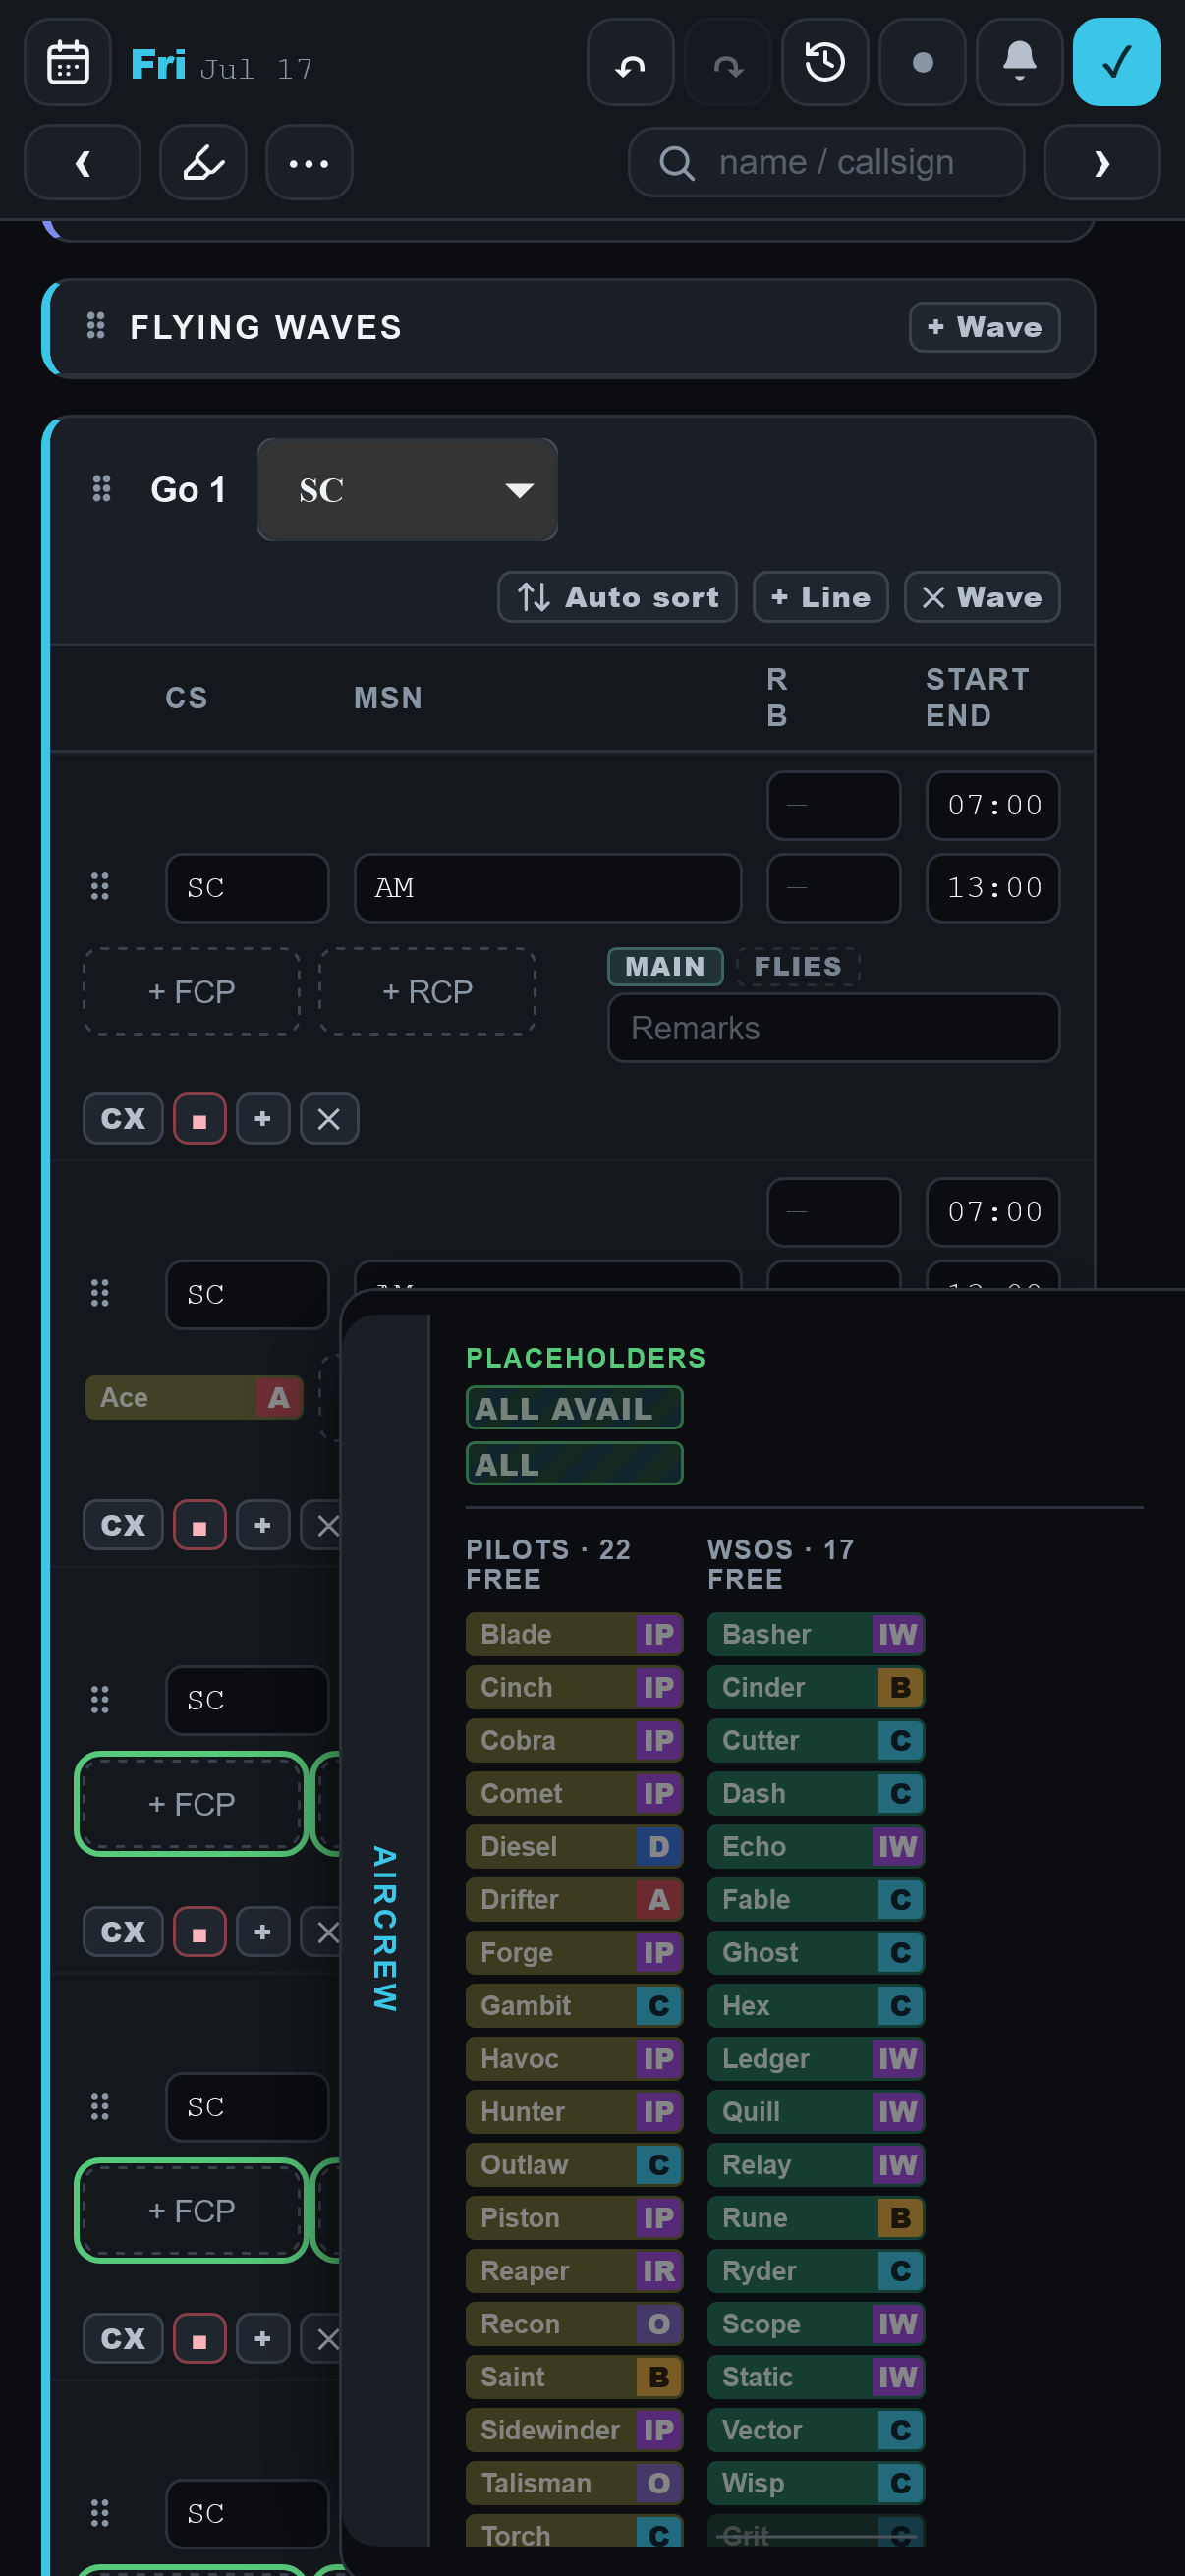 Fri Jul 17
name / callsign
FLYING WAVES
+ Wave
Go 1
SC
Auto sort
+ Line
× Wave
CS MSN R B START END
— 07:00
SC AM — 13:00
+ FCP
+ RCP
MAIN FLIES
Remarks
CX + ×
— 07:00
SC
Ace A
CX + ×
SC
+ FCP
CX + ×
SC
+ FCP
CX + ×
SC
AIRCREW
PLACEHOLDERS
ALL AVAIL
ALL
PILOTS · 22 FREE
WSOS · 17 FREE
Blade IP Basher IW
Cinch IP Cinder B
Cobra IP Cutter C
Comet IP Dash C
Diesel D Echo IW
Drifter A Fable C
Forge IP Ghost C
Gambit C Hex C
Havoc IP Ledger IW
Hunter IP Quill IW
Outlaw C Relay IW
Piston IP Rune B
Reaper IR Ryder C
Recon O Scope IW
Saint B Static IW
Sidewinder IP Vector C
Talisman O Wisp C
Torch C Grit C